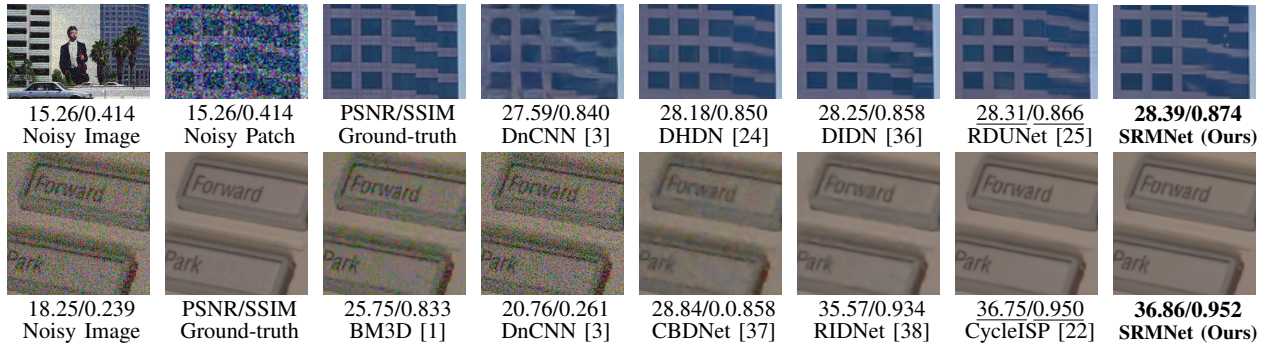 15.26/0.414 15.26/0.414 PSNR/SSIM 27.59/0.840 28.18/0.850 28.25/0.858 28.31/0.866 28.39/0.874
Noisy Image Noisy Patch Ground-truth DnCNN [3] DHDN [24] DIDN [36] RDUNet [25] SRMNet (Ours)
Forward Forward Forward Forward Forward Forward Forward Forward
Park Park Park Park Park Park Park Park
18.25/0.239 PSNR/SSIM 25.75/0.833 20.76/0.261 28.84/0.0.858 35.57/0.934 36.75/0.950 36.86/0.952
Noisy Image Ground-truth BM3D [1] DnCNN [3] CBDNet [37] RIDNet [38] CycleISP [22] SRMNet (Ours)